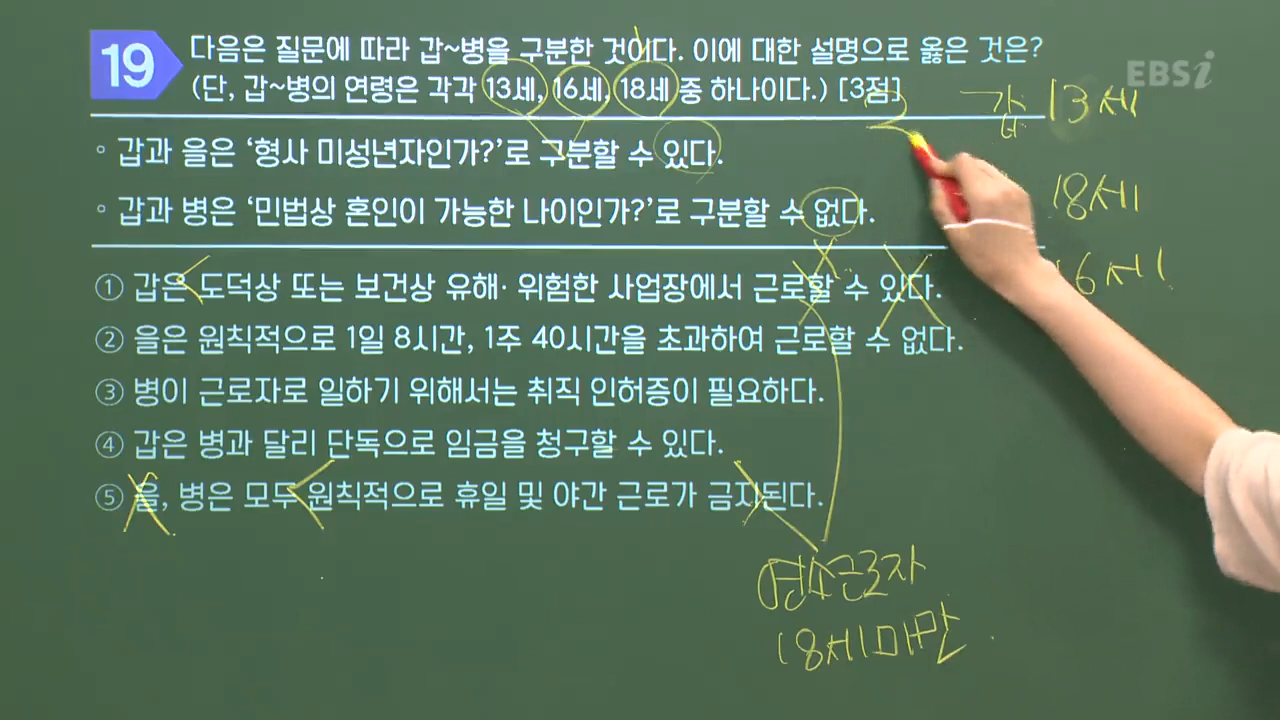 19 다음은 질문에 따라 갑~병을 구분한 것이다. 이에 대한 설명으로 옳은 것은?
(단, 갑~병의 연령은 각각 13세, 16세, 18세 중 하나이다.) [3점]
EBSi
갑 13세
◦ 갑과 을은 ‘형사 미성년자인가?’로 구분할 수 있다.
18세
◦ 갑과 병은 ‘민법상 혼인이 가능한 나이인가?’로 구분할 수 없다.
16세
① 갑은 도덕상 또는 보건상 유해·위험한 사업장에서 근로할 수 있다.
② 을은 원칙적으로 1일 8시간, 1주 40시간을 초과하여 근로할 수 없다.
③ 병이 근로자로 일하기 위해서는 취직 인허증이 필요하다.
④ 갑은 병과 달리 단독으로 임금을 청구할 수 있다.
⑤ 을, 병은 모두 원칙적으로 휴일 및 야간 근로가 금지된다.
연소근로자
18세미만